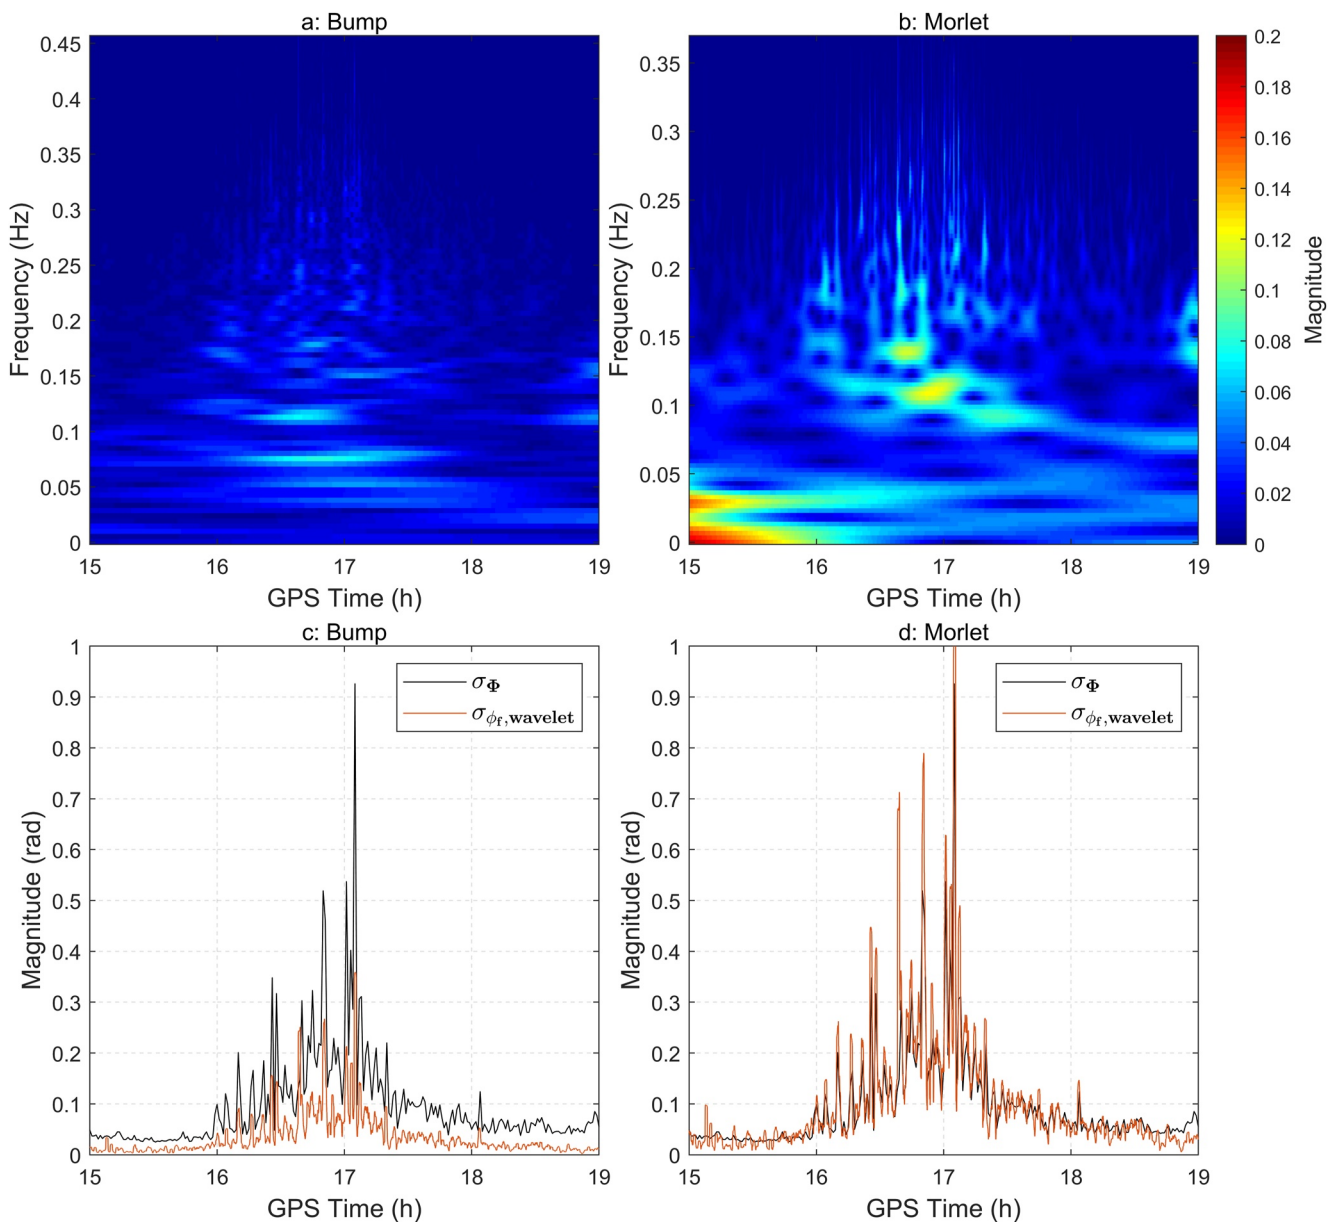 a: Bump
b: Morlet
0.45
0.4
0.35
0.3
0.25
0.2
0.15
0.1
0.05
0
Frequency (Hz)
15 16 17 18 19
GPS Time (h)
0.35
0.3
0.25
0.2
0.15
0.1
0.05
0
Frequency (Hz)
15 16 17 18 19
GPS Time (h)
0.2
0.18
0.16
0.14
0.12
0.1
0.08
0.06
0.04
0.02
0
Magnitude
c: Bump
1
0.9
0.8
0.7
0.6
0.5
0.4
0.3
0.2
0.1
0
Magnitude (rad)
σ_Φ
σ_ϕf,wavelet
15 16 17 18 19
GPS Time (h)
d: Morlet
1
0.9
0.8
0.7
0.6
0.5
0.4
0.3
0.2
0.1
0
Magnitude (rad)
σ_Φ
σ_ϕf,wavelet
15 16 17 18 19
GPS Time (h)